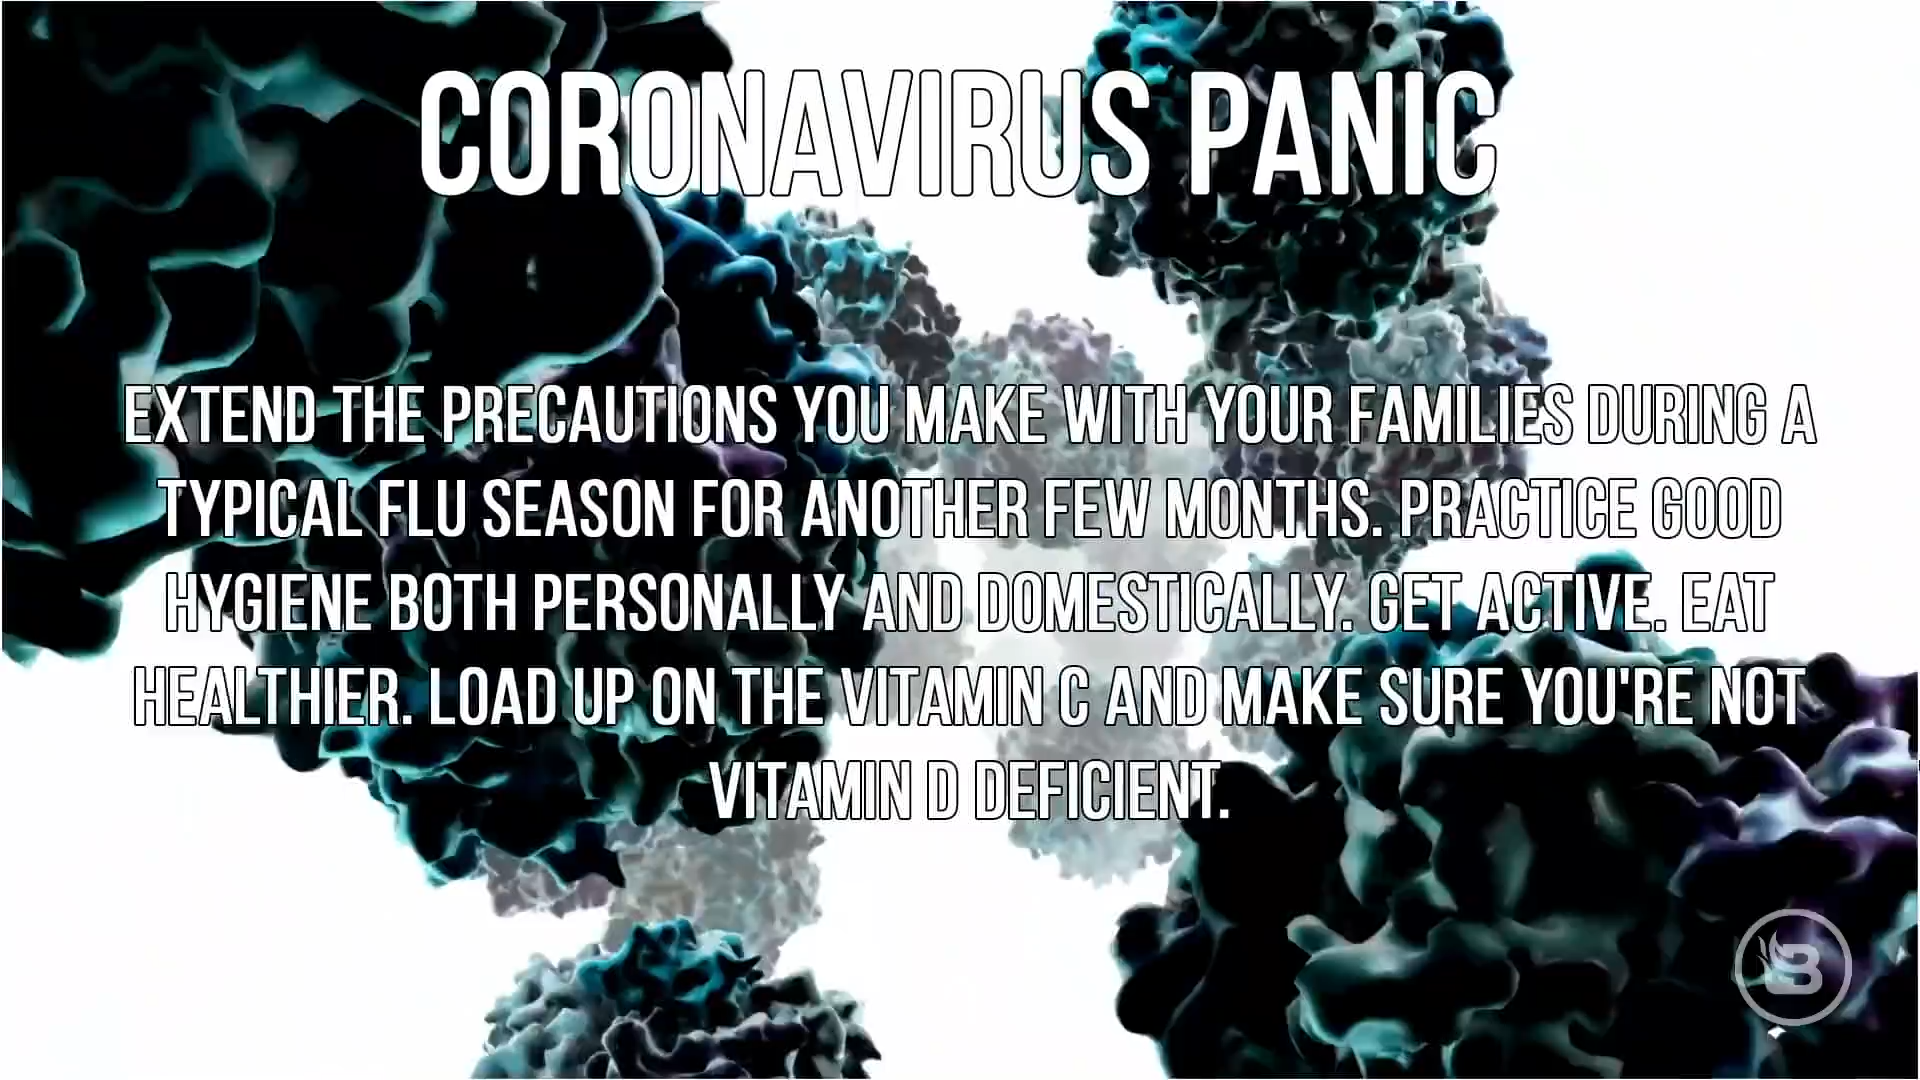 CORONAVIRUS PANIC
EXTEND THE PRECAUTIONS YOU MAKE WITH YOUR FAMILIES DURING A
TYPICAL FLU SEASON FOR ANOTHER FEW MONTHS. PRACTICE GOOD
HYGIENE BOTH PERSONALLY AND DOMESTICALLY. GET ACTIVE. EAT
HEALTHIER. LOAD UP ON THE VITAMIN C AND MAKE SURE YOU'RE NOT
VITAMIN D DEFICIENT.
B